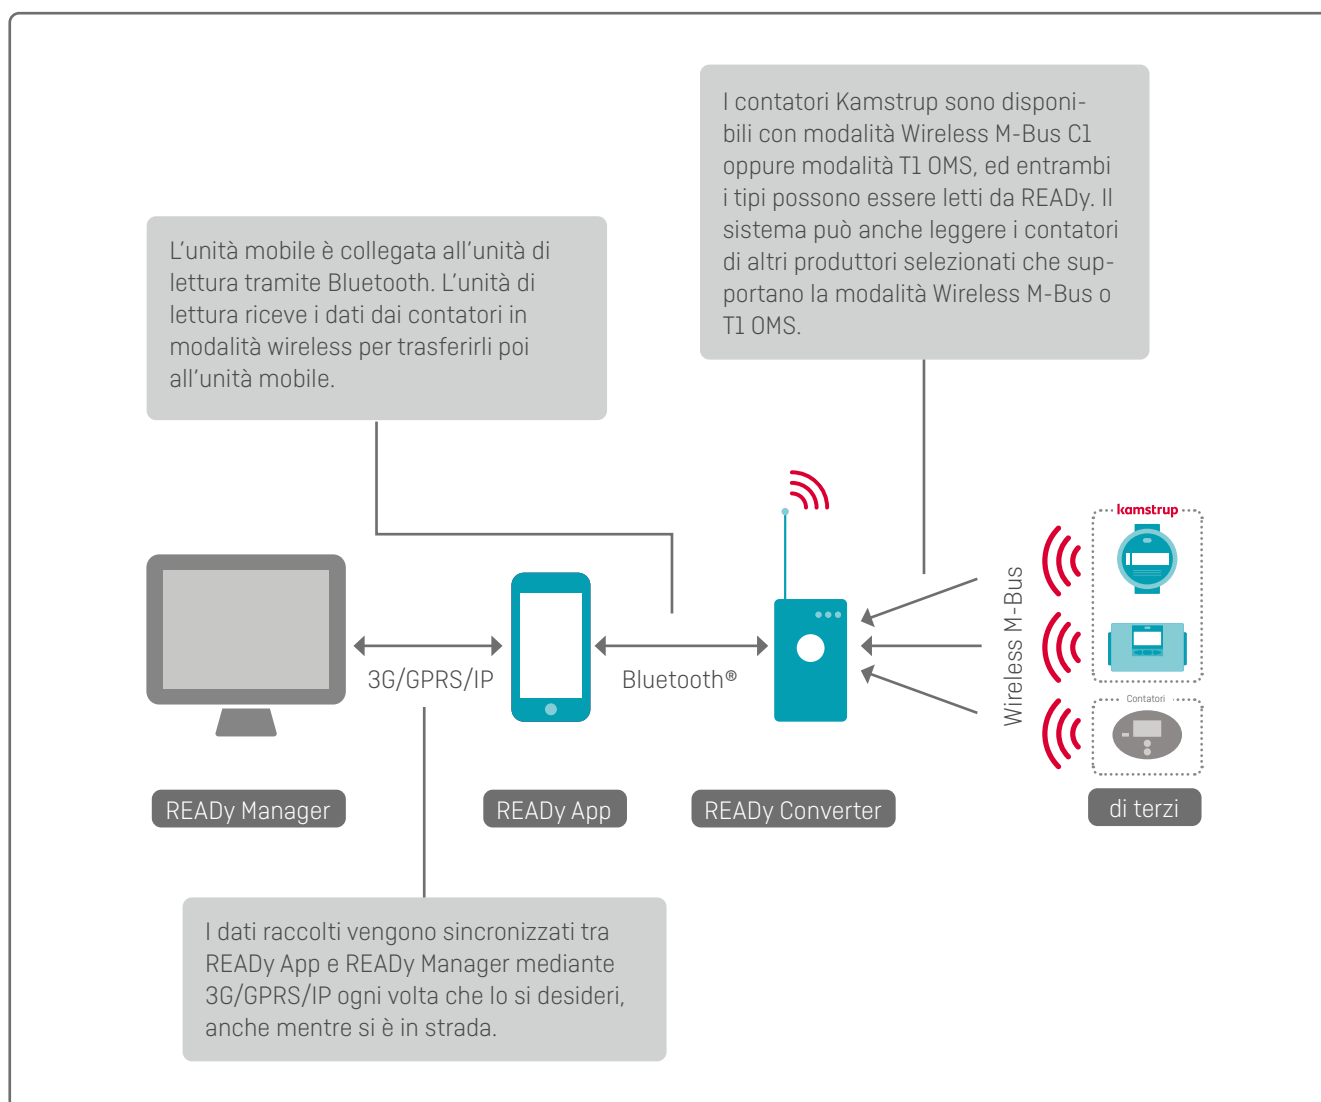 I contatori Kamstrup sono disponi-
bili con modalità Wireless M-Bus C1
oppure modalità T1 OMS, ed entrambi
i tipi possono essere letti da READy. Il
sistema può anche leggere i contatori
di altri produttori selezionati che sup-
portano la modalità Wireless M-Bus o
T1 OMS.
L'unità mobile è collegata all'unità di
lettura tramite Bluetooth. L'unità di
lettura riceve i dati dai contatori in
modalità wireless per trasferirli poi
all'unità mobile.
kamstrup
3G/GPRS/IP
Bluetooth®
Wireless M-Bus
Contatori
READy Manager
READy App
READy Converter
di terzi
I dati raccolti vengono sincronizzati tra
READy App e READy Manager mediante
3G/GPRS/IP ogni volta che lo si desideri,
anche mentre si è in strada.